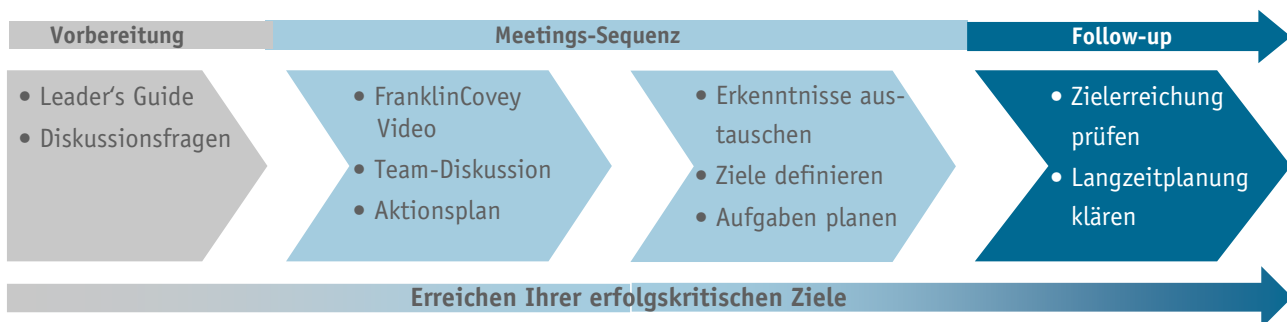 Vorbereitung
Meetings-Sequenz
Follow-up
• Leader's Guide
• Diskussionsfragen
• FranklinCovey
Video
• Team-Diskussion
• Aktionsplan
• Erkenntnisse aus-
tauschen
• Ziele definieren
• Aufgaben planen
• Zielerreichung
prüfen
• Langzeitplanung
klären
Erreichen Ihrer erfolgskritischen Ziele